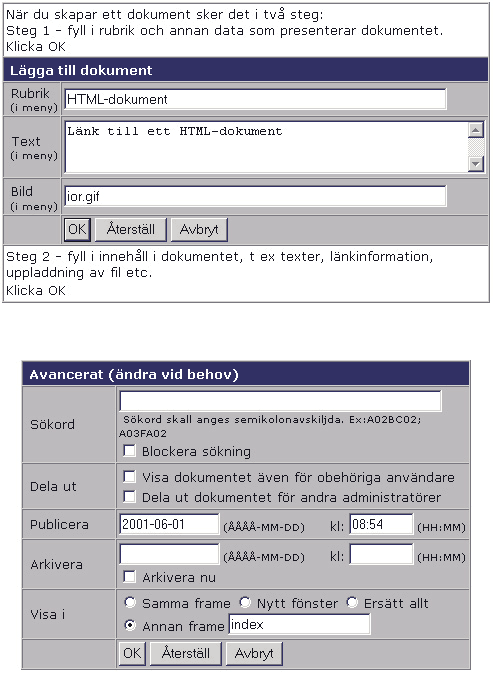 När du skapar ett dokument sker det i två steg:
Steg 1 - fyll i rubrik och annan data som presenterar dokumentet.
Klicka OK
Lägga till dokument
Rubrik
(i meny)
HTML-dokument
Text
(i meny)
Länk till ett HTML-dokument
Bild
(i meny)
ior.gif
OK Återställ Avbryt
Steg 2 - fyll i innehåll i dokumentet, t ex texter, länkinformation,
uppladdning av fil etc.
Klicka OK
Avancerat (ändra vid behov)
Sökord
Sökord skall anges semikolonavskiljda. Ex:A02BC02;
A03FA02
Blockera sökning
Dela ut
Visa dokumentet även för obehöriga användare
Dela ut dokumentet för andra administratörer
Publicera 2001-06-01 (ÅÅÅÅ-MM-DD) kl: 08:54 (HH:MM)
Arkivera (ÅÅÅÅ-MM-DD) kl: (HH:MM)
Arkivera nu
Visa i
Samma frame Nytt fönster Ersätt allt
Annan frame index
OK Återställ Avbryt